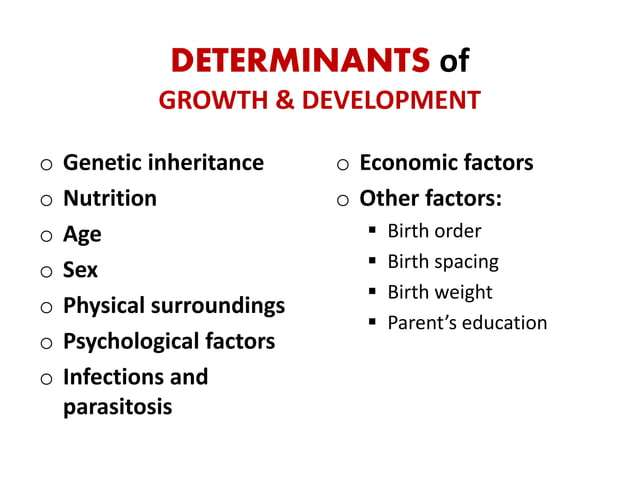 DETERMINANTS of
GROWTH & DEVELOPMENT
o Genetic inheritance
o Nutrition
o Age
o Sex
o Physical surroundings
o Psychological factors
o Infections and
parasitosis
o Economic factors
o Other factors:
▪ Birth order
▪ Birth spacing
▪ Birth weight
▪ Parent’s education